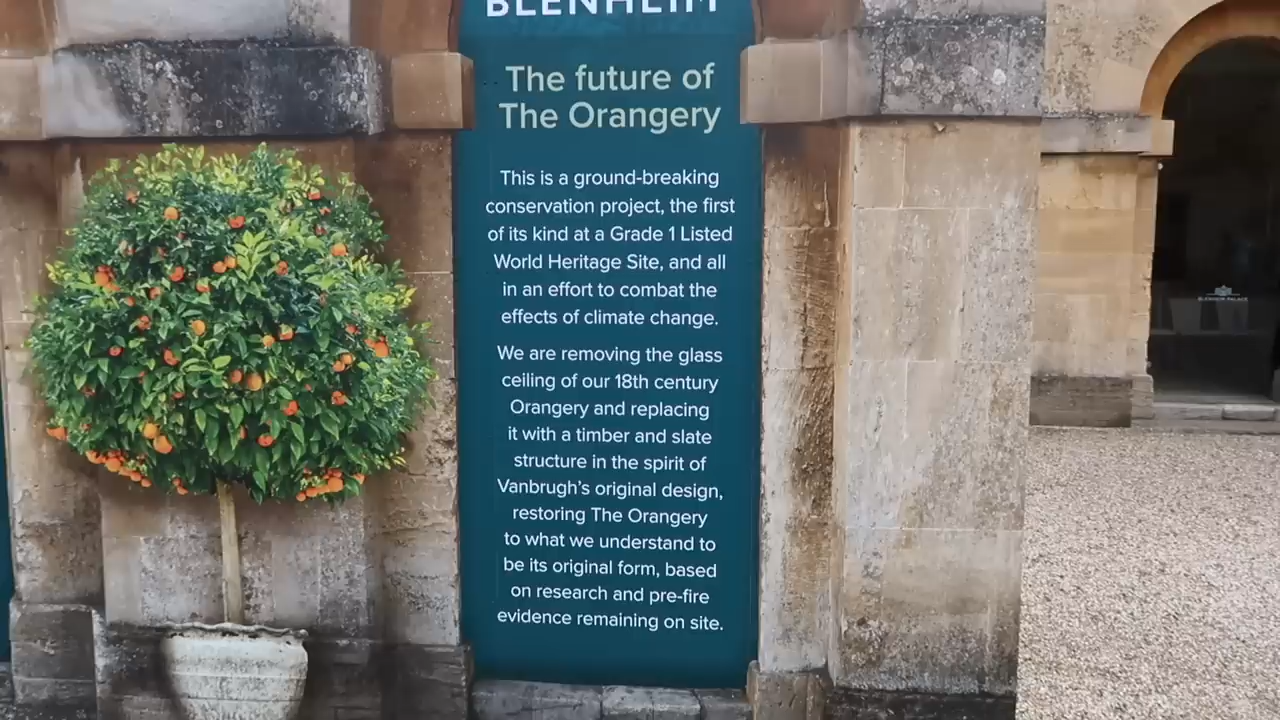 BLENHEIM
The future of
The Orangery
This is a ground-breaking
conservation project, the first
of its kind at a Grade 1 Listed
World Heritage Site, and all
in an effort to combat the
effects of climate change.
We are removing the glass
ceiling of our 18th century
Orangery and replacing
it with a timber and slate
structure in the spirit of
Vanbrugh’s original design,
restoring The Orangery
to what we understand to
be its original form, based
on research and pre-fire
evidence remaining on site.
BLENHEIM PALACE